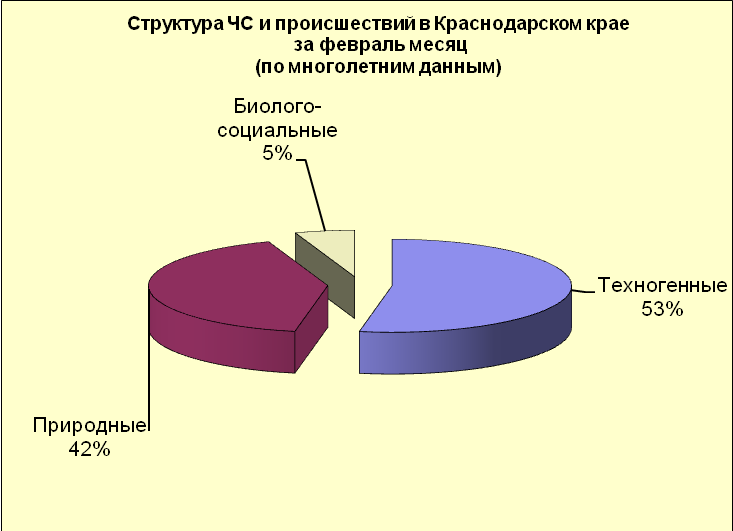 Структура ЧС и происшествий в Краснодарском крае
за февраль месяц
(по многолетним данным)
Биолого-
социальные
5%
Техногенные
53%
Природные
42%